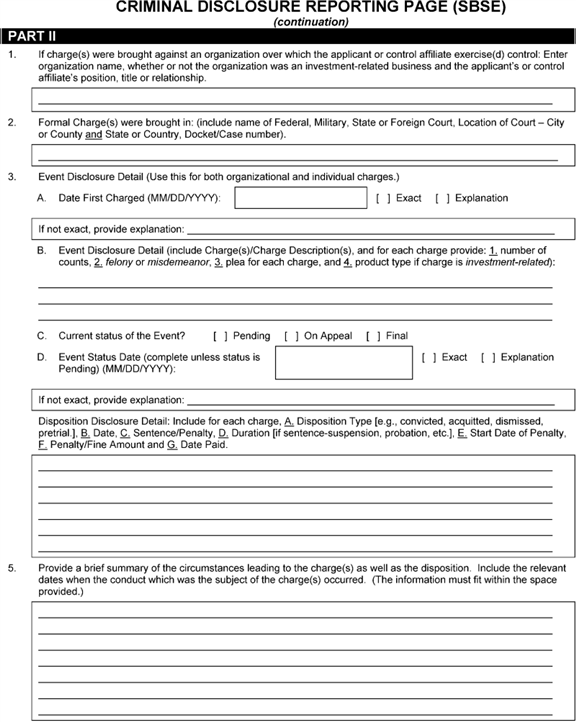 CRIMINAL DISCLOSURE REPORTING PAGE (SBSE)
(continuation)
PART II
1. If charge(s) were brought against an organization over which the applicant or control affiliate exercise(d) control: Enter
organization name, whether or not the organization was an investment-related business and the applicant's or control
affiliate's position, title or relationship.
2. Formal Charge(s) were brought in: (include name of Federal, Military, State or Foreign Court, Location of Court – City
or County and State or Country, Docket/Case number).
3. Event Disclosure Detail (Use this for both organizational and individual charges.)
A. Date First Charged (MM/DD/YYYY): [ ] Exact [ ] Explanation
If not exact, provide explanation:
B. Event Disclosure Detail (include Charge(s)/Charge Description(s), and for each charge provide: 1. number of
counts, 2. felony or misdemeanor, 3. plea for each charge, and 4. product type if charge is investment-related):
C. Current status of the Event? [ ] Pending [ ] On Appeal [ ] Final
D. Event Status Date (complete unless status is
Pending) (MM/DD/YYYY): [ ] Exact [ ] Explanation
If not exact, provide explanation:
Disposition Disclosure Detail: Include for each charge, A. Disposition Type [e.g., convicted, acquitted, dismissed,
pretrial.], B. Date, C. Sentence/Penalty, D. Duration [if sentence-suspension, probation, etc.], E. Start Date of Penalty,
F. Penalty/Fine Amount and G. Date Paid.
5. Provide a brief summary of the circumstances leading to the charge(s) as well as the disposition. Include the relevant
dates when the conduct which was the subject of the charge(s) occurred. (The information must fit within the space
provided.)